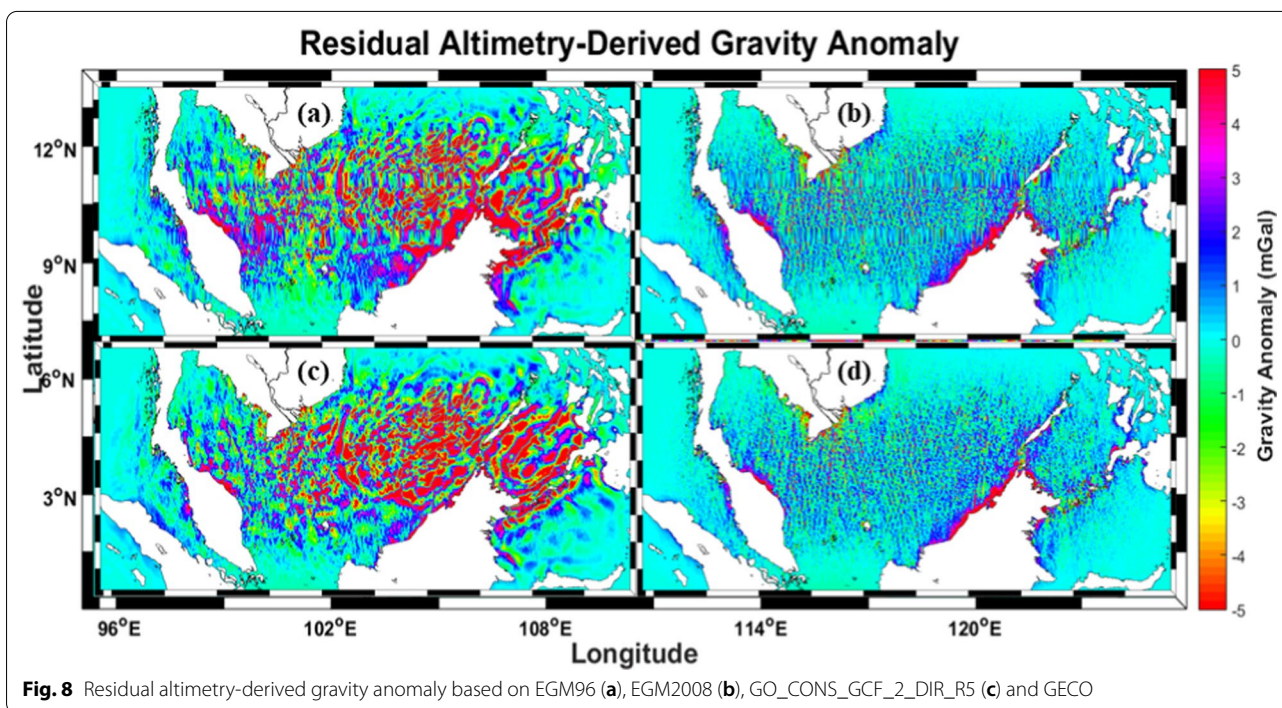 Residual Altimetry-Derived Gravity Anomaly
(a)
(b)
(c)
(d)
12°N
9°N
6°N
3°N
Latitude
96°E
102°E
108°E
114°E
120°E
Longitude
5
4
3
2
1
0
-1
-2
-3
-4
-5
Gravity Anomaly (mGal)
Fig. 8 Residual altimetry-derived gravity anomaly based on EGM96 (a), EGM2008 (b), GO_CONS_GCF_2_DIR_R5 (c) and GECO